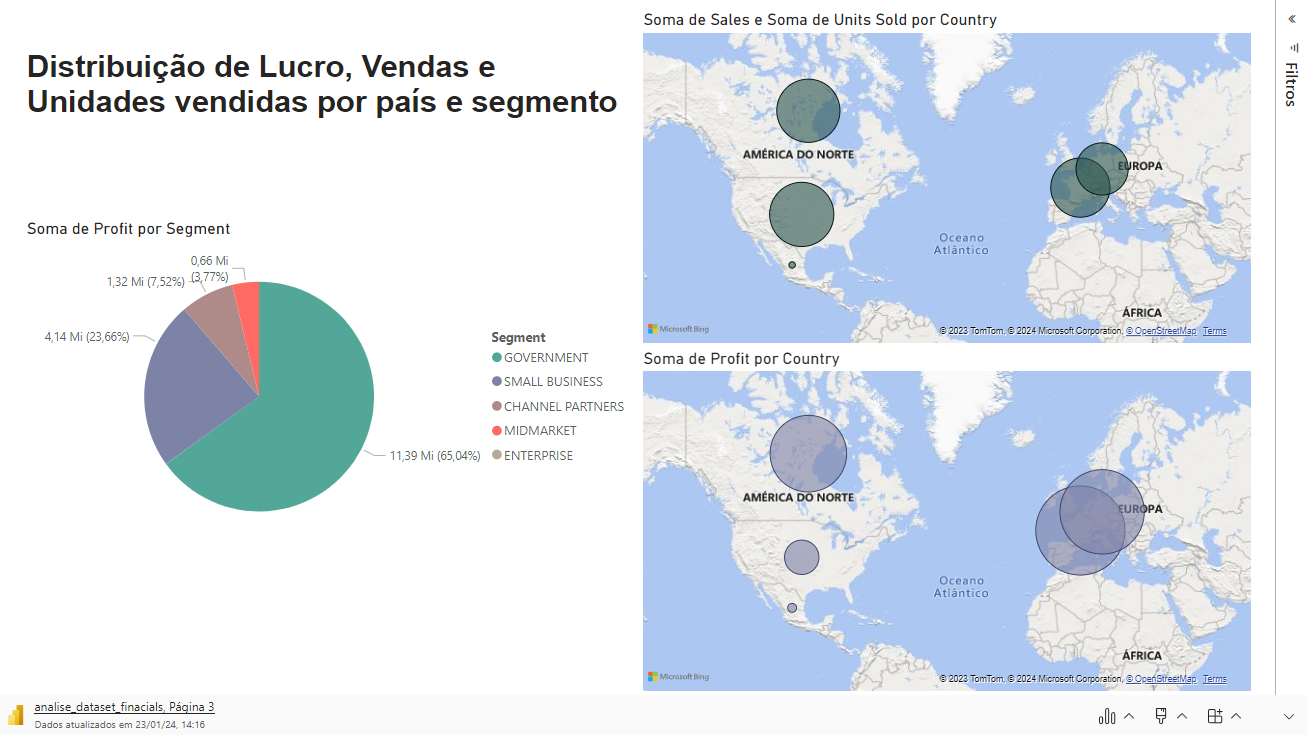 Distribuição de Lucro, Vendas e
Unidades vendidas por país e segmento
Soma de Profit por Segment
0,66 Mi
(3,77%)
1,32 Mi (7,52%)
4,14 Mi (23,66%)
11,39 Mi (65,04%)
Segment
GOVERNMENT
SMALL BUSINESS
CHANNEL PARTNERS
MIDMARKET
ENTERPRISE
Soma de Sales e Soma de Units Sold por Country
AMÉRICA DO NORTE
EUROPA
Oceano
Atlântico
ÁFRICA
Microsoft Bing
© 2023 TomTom, © 2024 Microsoft Corporation, © OpenStreetMap Terms
Soma de Profit por Country
AMÉRICA DO NORTE
EUROPA
Oceano
Atlântico
ÁFRICA
Microsoft Bing
© 2023 TomTom, © 2024 Microsoft Corporation, © OpenStreetMap Terms
Filtros
analise_dataset_finacials, Página 3
Dados atualizados em 23/01/24, 14:16